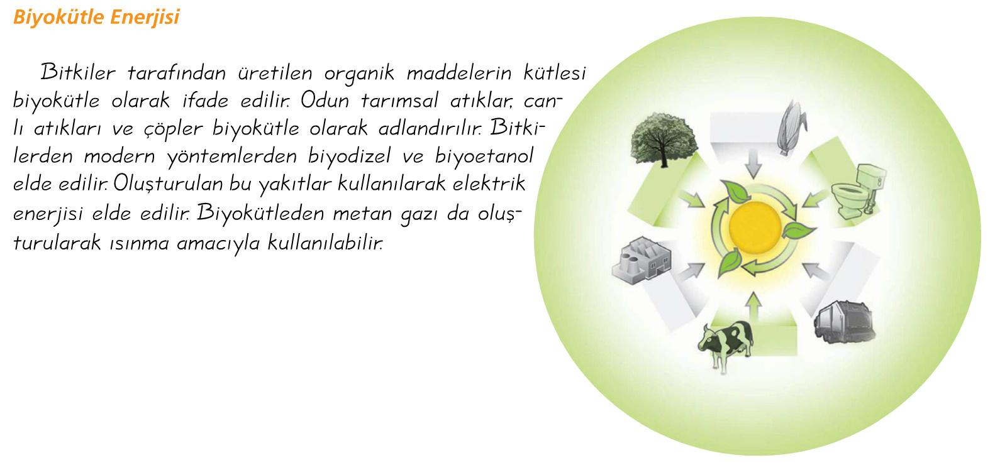 Biyokütle Enerjisi
Bitkiler tarafından üretilen organik maddelerin kütlesi
biyokütle olarak ifade edilir. Odun tarımsal atıklar, can-
lı atıkları ve çöpler biyokütle olarak adlandırılır. Bitki-
lerden modern yöntemlerden biyodizel ve biyoetanol
elde edilir. Oluşturulan bu yakıtlar kullanılarak elektrik
enerjisi elde edilir. Biyokütleden metan gazı da oluş-
turularak ısınma amacıyla kullanılabilir.